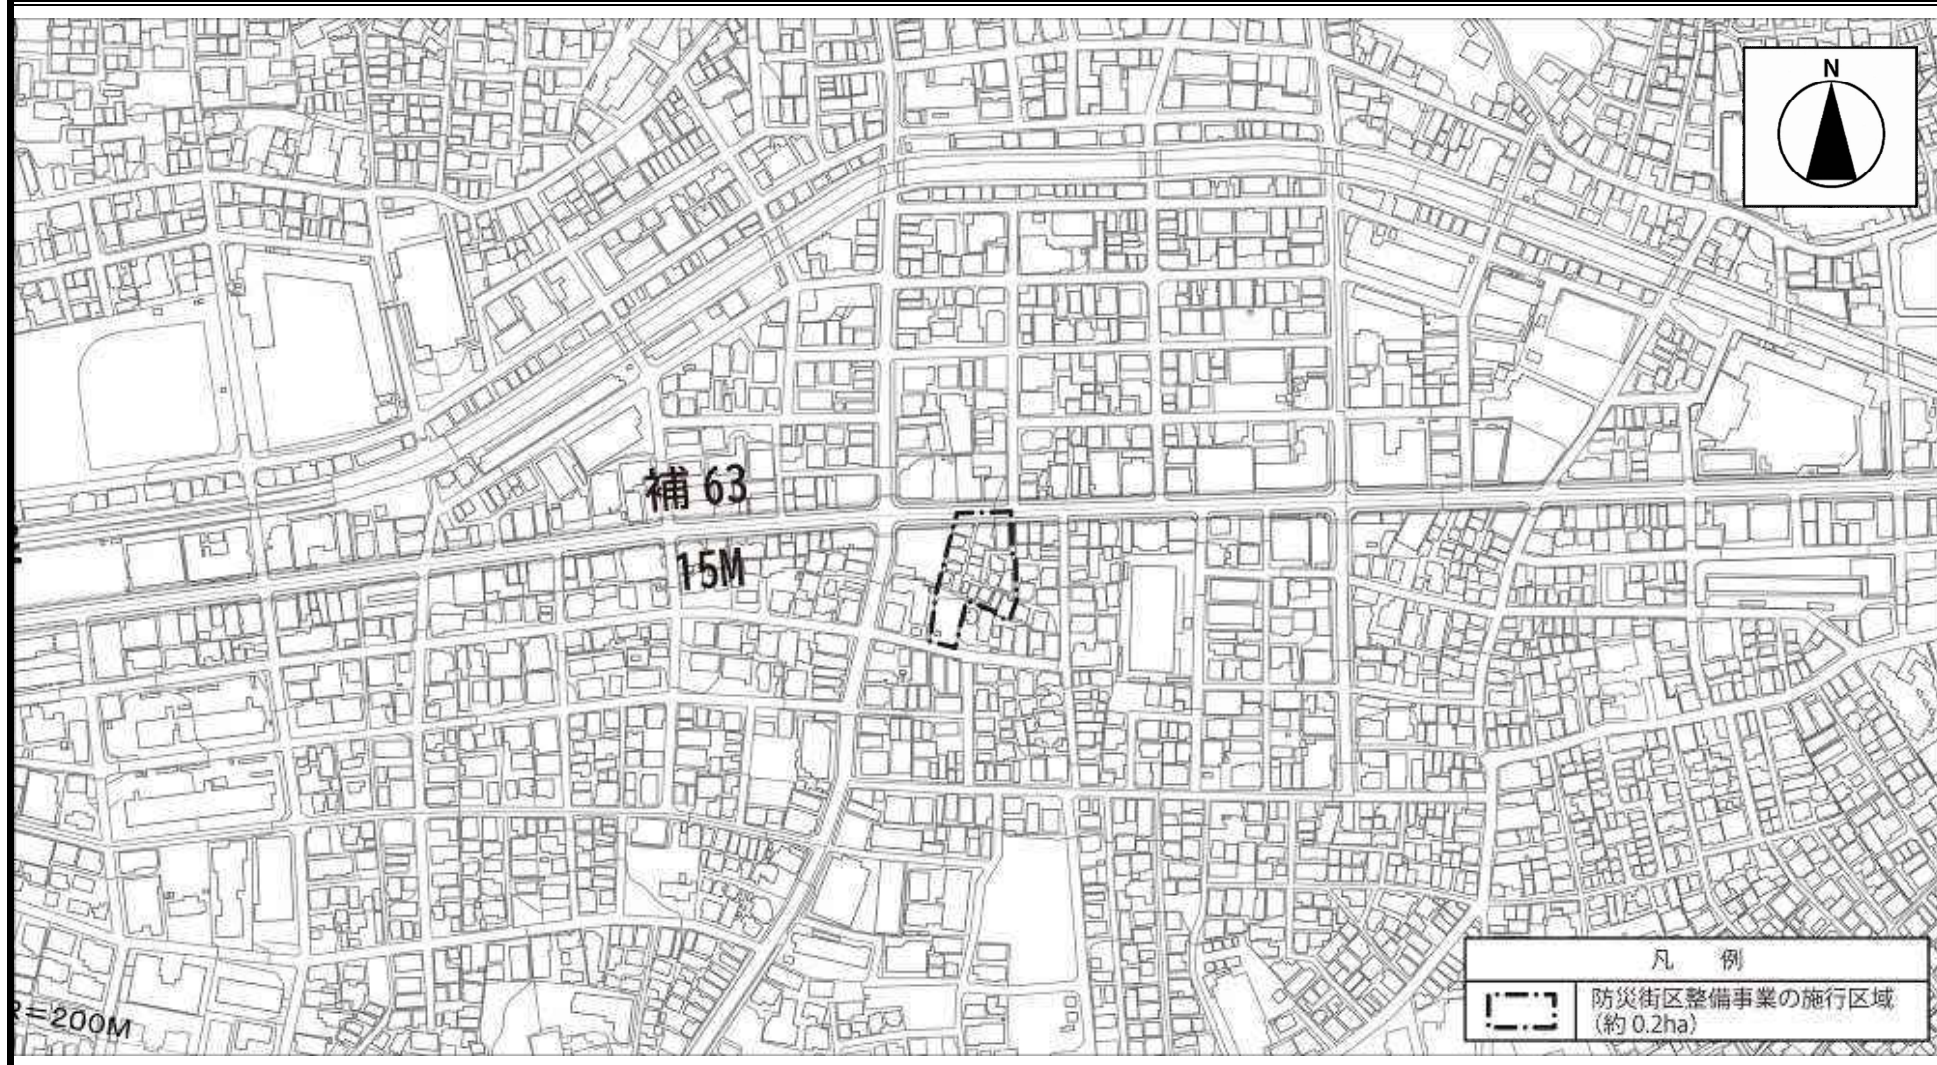 N
補 63
15M
R=200M
凡 例
防災街区整備事業の施行区域
(約 0.2ha)